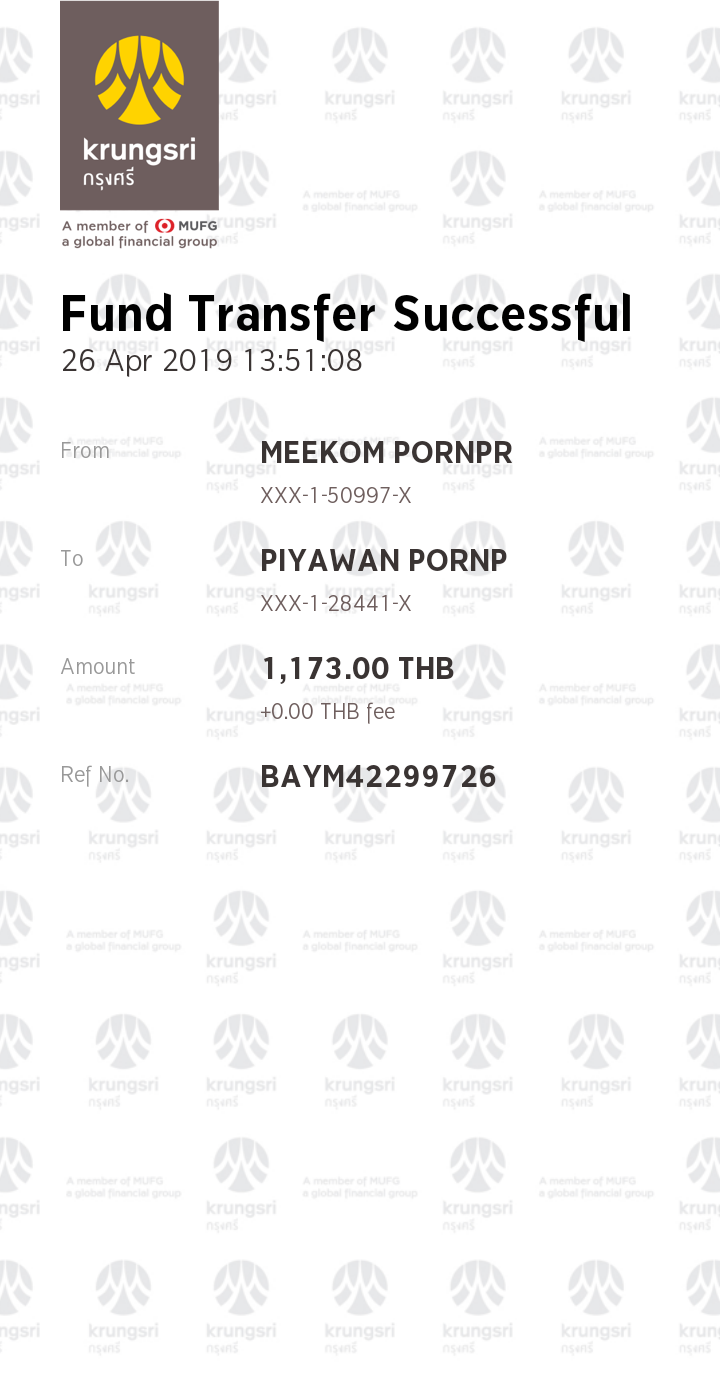 krungsri
กรุงศรี
A member of MUFG
a global financial group
Fund Transfer Successful
26 Apr 2019 13:51:08
From
MEEKOM PORNPR
XXX-1-50997-X
To
PIYAWAN PORNP
XXX-1-28441-X
Amount
1,173.00 THB
+0.00 THB fee
Ref No.
BAYM42299726